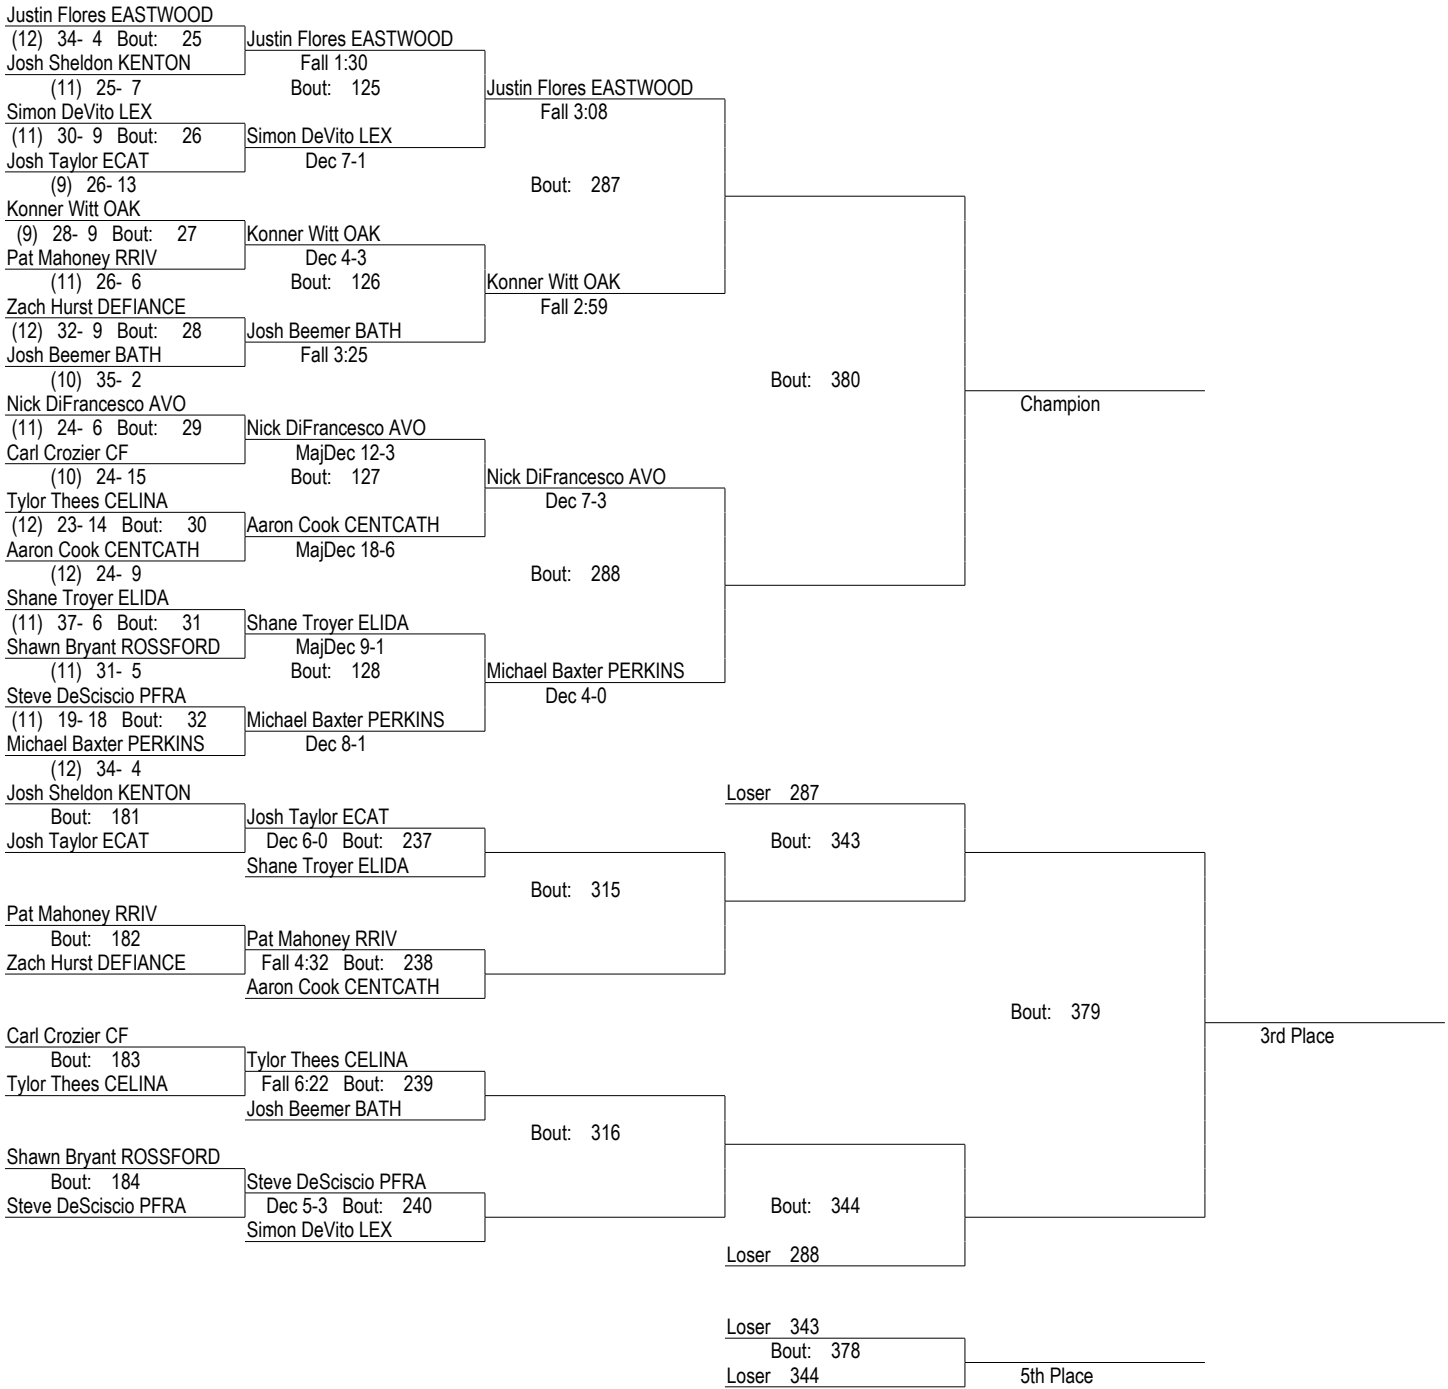 Justin Flores EASTWOOD
(12) 34- 4 Bout: 25 Justin Flores EASTWOOD
Josh Sheldon KENTON Fall 1:30
(11) 25- 7 Bout: 125 Justin Flores EASTWOOD
Simon DeVito LEX Fall 3:08
(11) 30- 9 Bout: 26 Simon DeVito LEX
Josh Taylor ECAT Dec 7-1
(9) 26- 13 Bout: 287
Konner Witt OAK
(9) 28- 9 Bout: 27 Konner Witt OAK
Pat Mahoney RRIV Dec 4-3
(11) 26- 6 Bout: 126 Konner Witt OAK
Zach Hurst DEFIANCE Fall 2:59
(12) 32- 9 Bout: 28 Josh Beemer BATH
Josh Beemer BATH Fall 3:25
(10) 35- 2 Bout: 380
Nick DiFrancesco AVO Champion
(11) 24- 6 Bout: 29 Nick DiFrancesco AVO
Carl Crozier CF MajDec 12-3
(10) 24- 15 Bout: 127 Nick DiFrancesco AVO
Tylor Thees CELINA Dec 7-3
(12) 23- 14 Bout: 30 Aaron Cook CENTCATH
Aaron Cook CENTCATH MajDec 18-6
(12) 24- 9 Bout: 288
Shane Troyer ELIDA
(11) 37- 6 Bout: 31 Shane Troyer ELIDA
Shawn Bryant ROSSFORD MajDec 9-1
(11) 31- 5 Bout: 128 Michael Baxter PERKINS
Steve DeSciscio PFRA Dec 4-0
(11) 19- 18 Bout: 32 Michael Baxter PERKINS
Michael Baxter PERKINS Dec 8-1
(12) 34- 4
Josh Sheldon KENTON Loser 287
Bout: 181 Josh Taylor ECAT
Josh Taylor ECAT Dec 6-0 Bout: 237 Bout: 343
Shane Troyer ELIDA
Bout: 315
Pat Mahoney RRIV
Bout: 182 Pat Mahoney RRIV
Zach Hurst DEFIANCE Fall 4:32 Bout: 238
Aaron Cook CENTCATH
Bout: 379
Carl Crozier CF 3rd Place
Bout: 183 Tylor Thees CELINA
Tylor Thees CELINA Fall 6:22 Bout: 239
Josh Beemer BATH
Bout: 316
Shawn Bryant ROSSFORD
Bout: 184 Steve DeSciscio PFRA
Steve DeSciscio PFRA Dec 5-3 Bout: 240 Bout: 344
Simon DeVito LEX
Loser 288
Loser 343
Bout: 378
Loser 344 5th Place